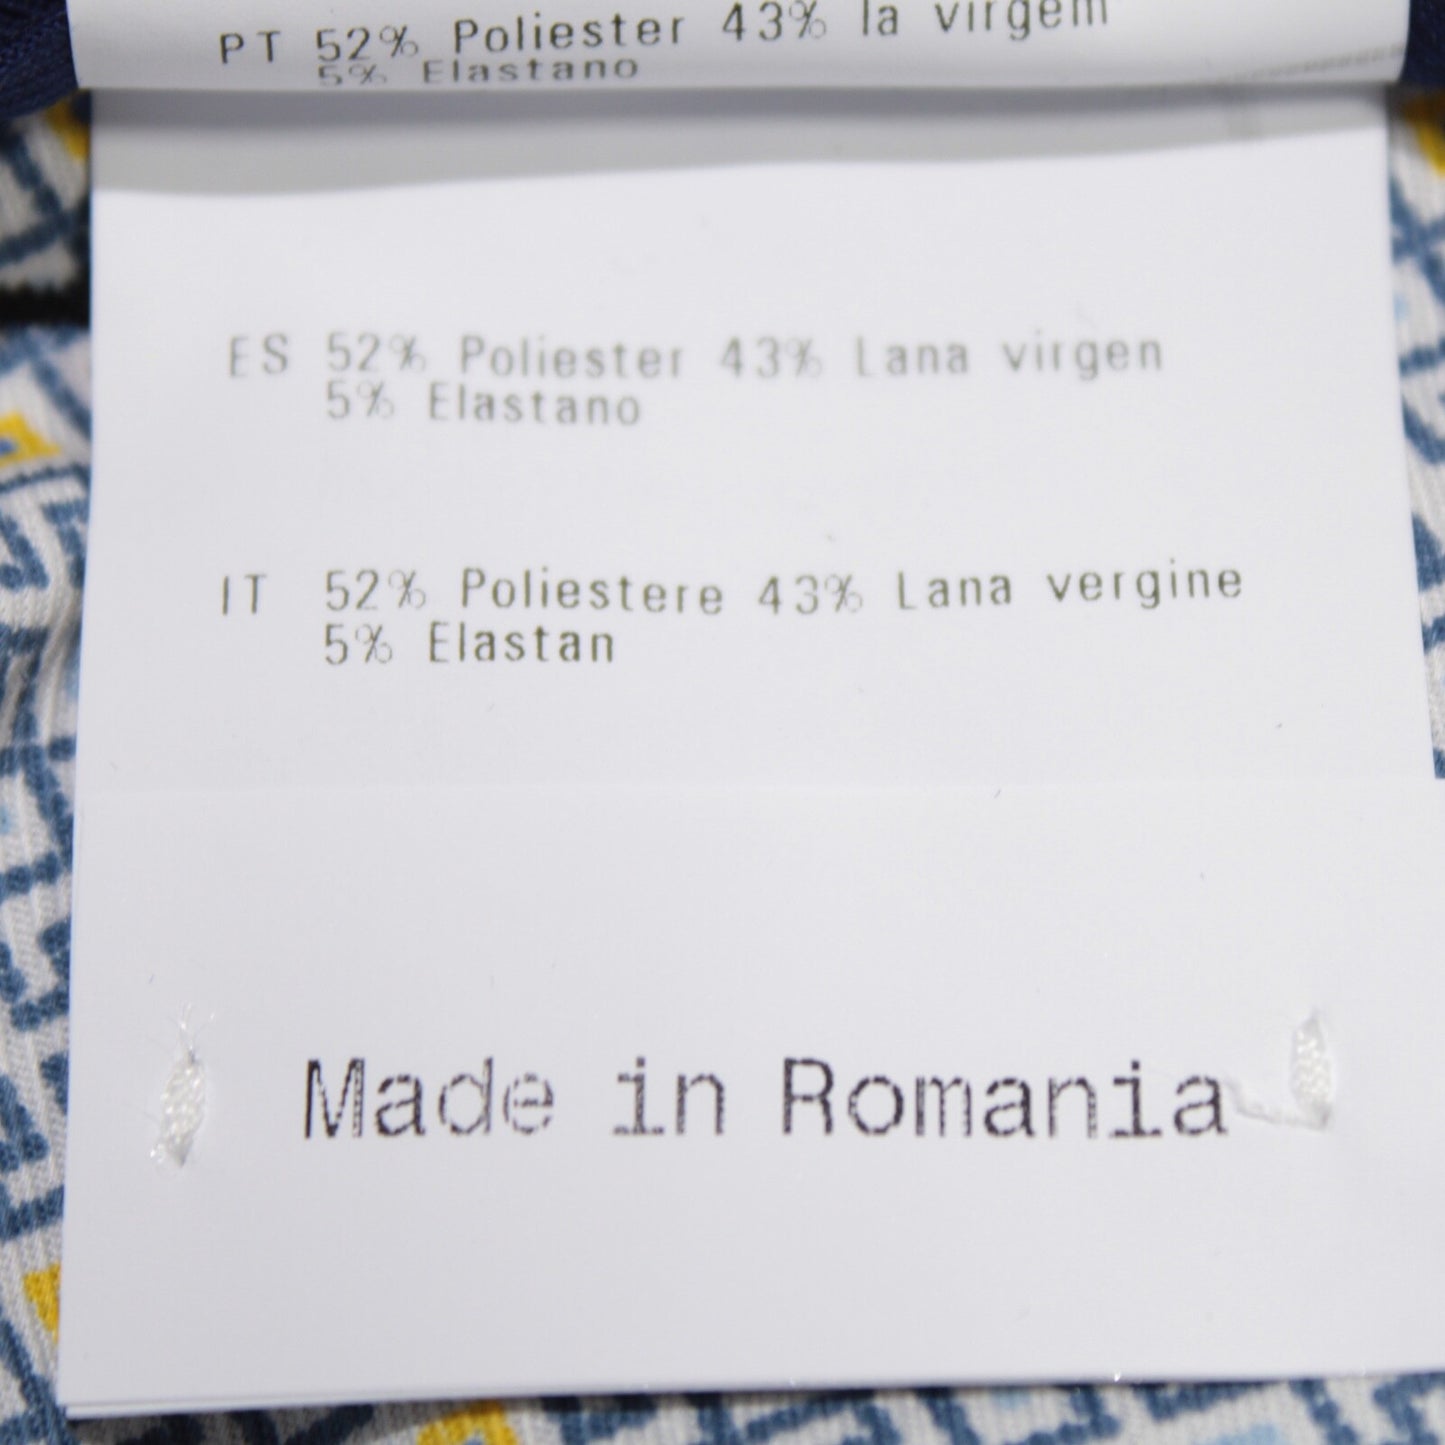 PT 52% Poliester 43% la virgem
5% Elastano
ES 52% Poliester 43% Lana virgen
5% Elastano
IT 52% Poliestere 43% Lana vergine
5% Elastan
Made in Romania